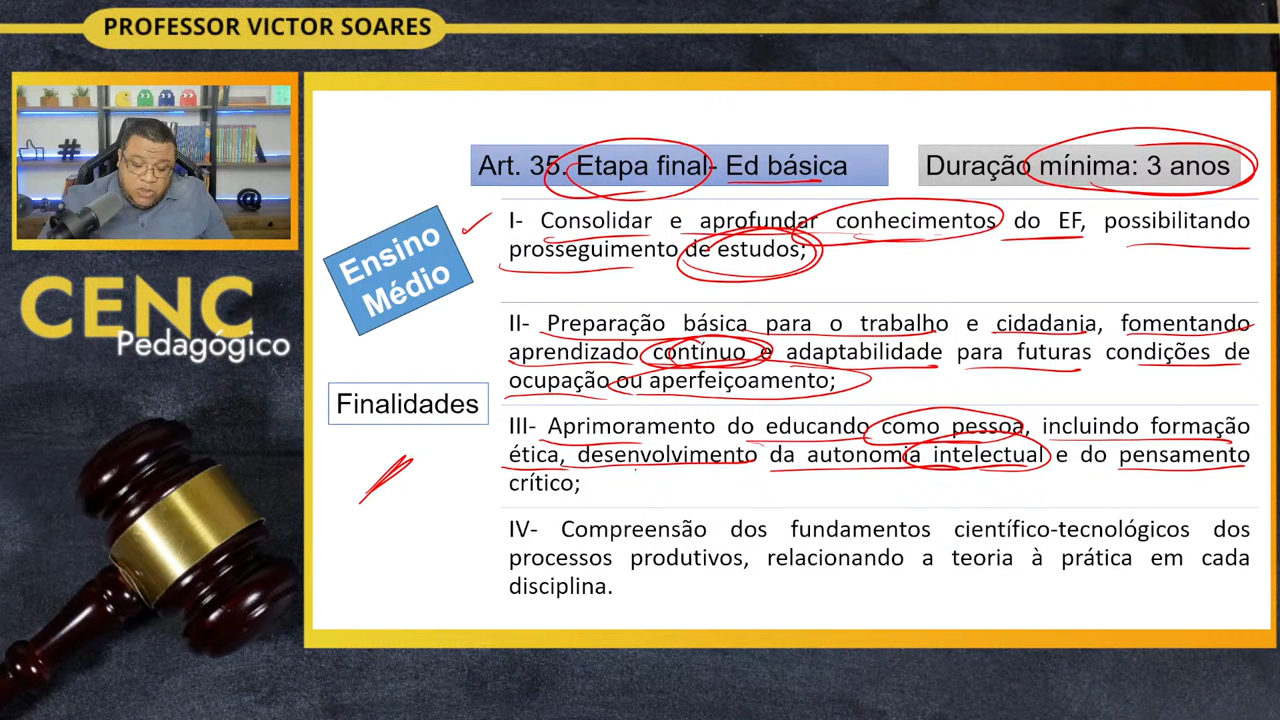 PROFESSOR VICTOR SOARES
Art. 35. Etapa final- Ed básica
Duração mínima: 3 anos
Ensino
Médio
I- Consolidar e aprofundar conhecimentos do EF, possibilitando
prosseguimento de estudos;
II- Preparação básica para o trabalho e cidadania, fomentando
aprendizado contínuo e adaptabilidade para futuras condições de
ocupação ou aperfeiçoamento;
III- Aprimoramento do educando como pessoa, incluindo formação
ética, desenvolvimento da autonomia intelectual e do pensamento
crítico;
IV- Compreensão dos fundamentos científico-tecnológicos dos
processos produtivos, relacionando a teoria à prática em cada
disciplina.
Finalidades
CENC
Pedagógico